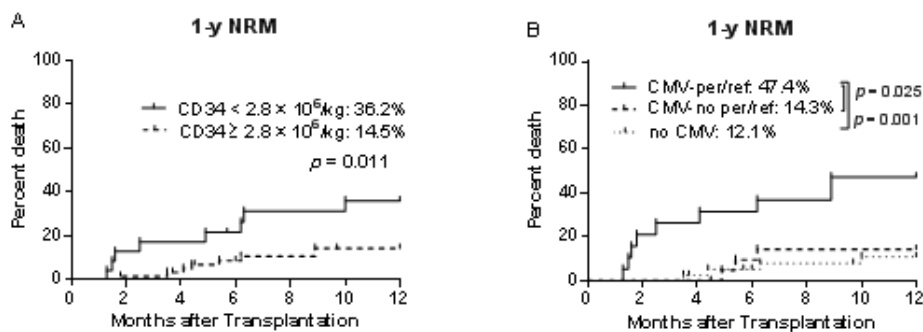 A
1-y NRM
Percent death
100
80
60
40
20
0
CD34 < 2.8 × 10⁶/kg: 36.2%
CD34 ≥ 2.8 × 10⁶/kg: 14.5%
p = 0.011
0 2 4 6 8 10 12
Months after Transplantation
B
1-y NRM
Percent death
100
80
60
40
20
0
CMV-per/ref: 47.4%
CMV-no per/ref: 14.3%
no CMV: 12.1%
p = 0.025
p = 0.001
0 2 4 6 8 10 12
Months after Transplantation